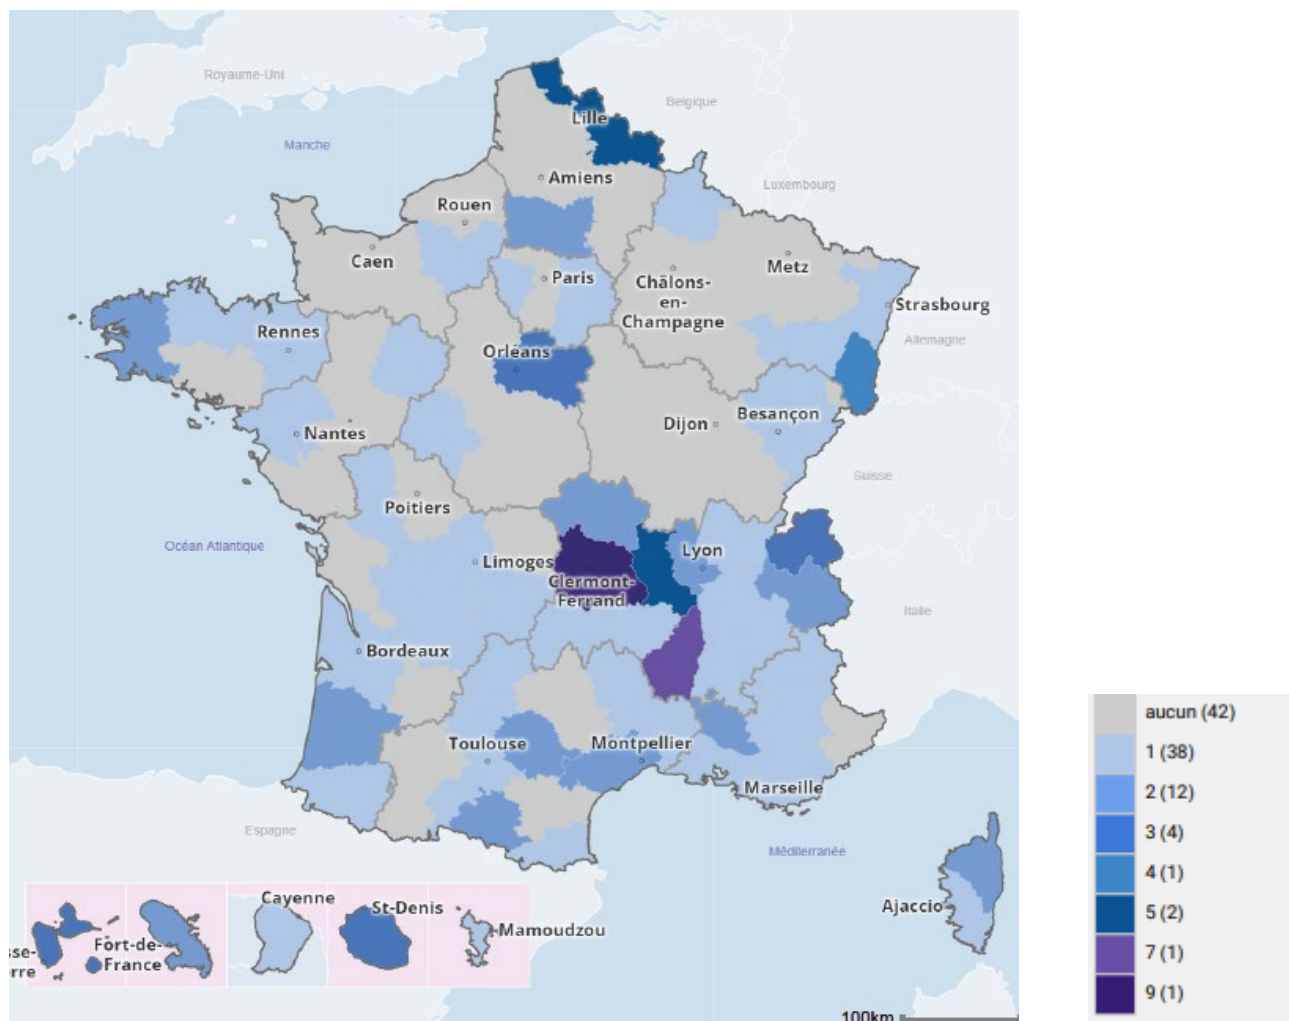 Royaume-Uni
Belgique
Lille
Manche
Luxembourg
Amiens
Rouen
Caen
Paris
Metz
Châlons-
en-
Champagne
Strasbourg
Rennes
Allemagne
Orléans
Besançon
Dijon
Nantes
Suisse
Poitiers
Océan Atlantique
Lyon
Limoges
Clermont-
Ferrand
Italie
Bordeaux
Toulouse
Montpellier
Marseille
Espagne
Méditerranée
Ajaccio
Cayenne
St-Denis
Mamoudzou
sse-
rre
Fort-de-
France
100km
aucun (42)
1 (38)
2 (12)
3 (4)
4 (1)
5 (2)
7 (1)
9 (1)